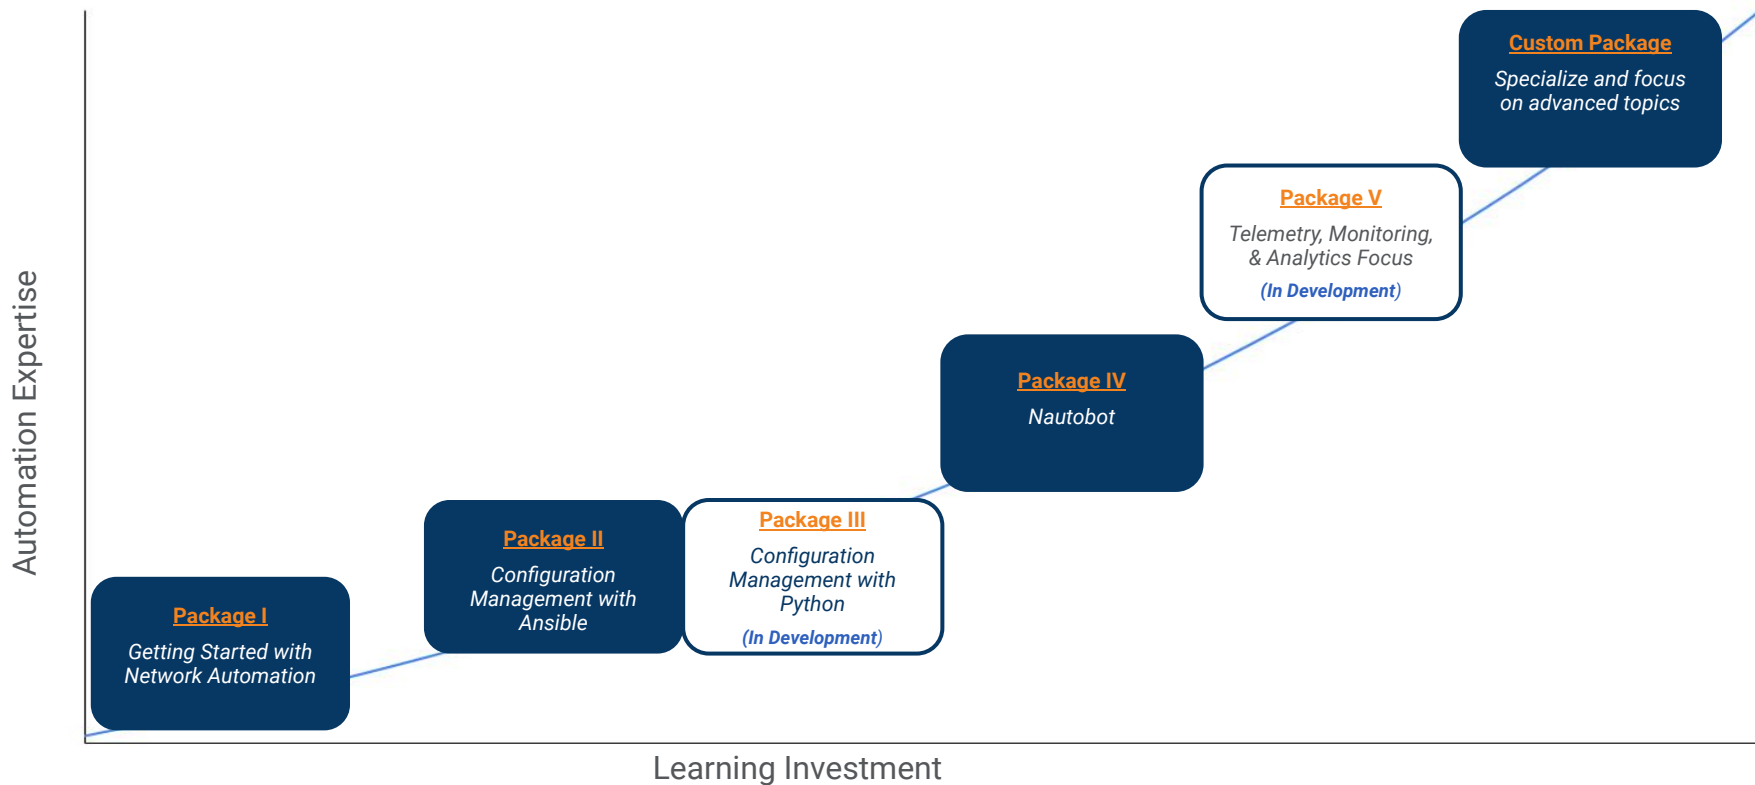 Custom Package
Specialize and focus
on advanced topics
Package V
Telemetry, Monitoring,
& Analytics Focus
(In Development)
Package IV
Nautobot
Package III
Configuration
Management with
Python
(In Development)
Package II
Configuration
Management with
Ansible
Package I
Getting Started with
Network Automation
Automation Expertise
Learning Investment